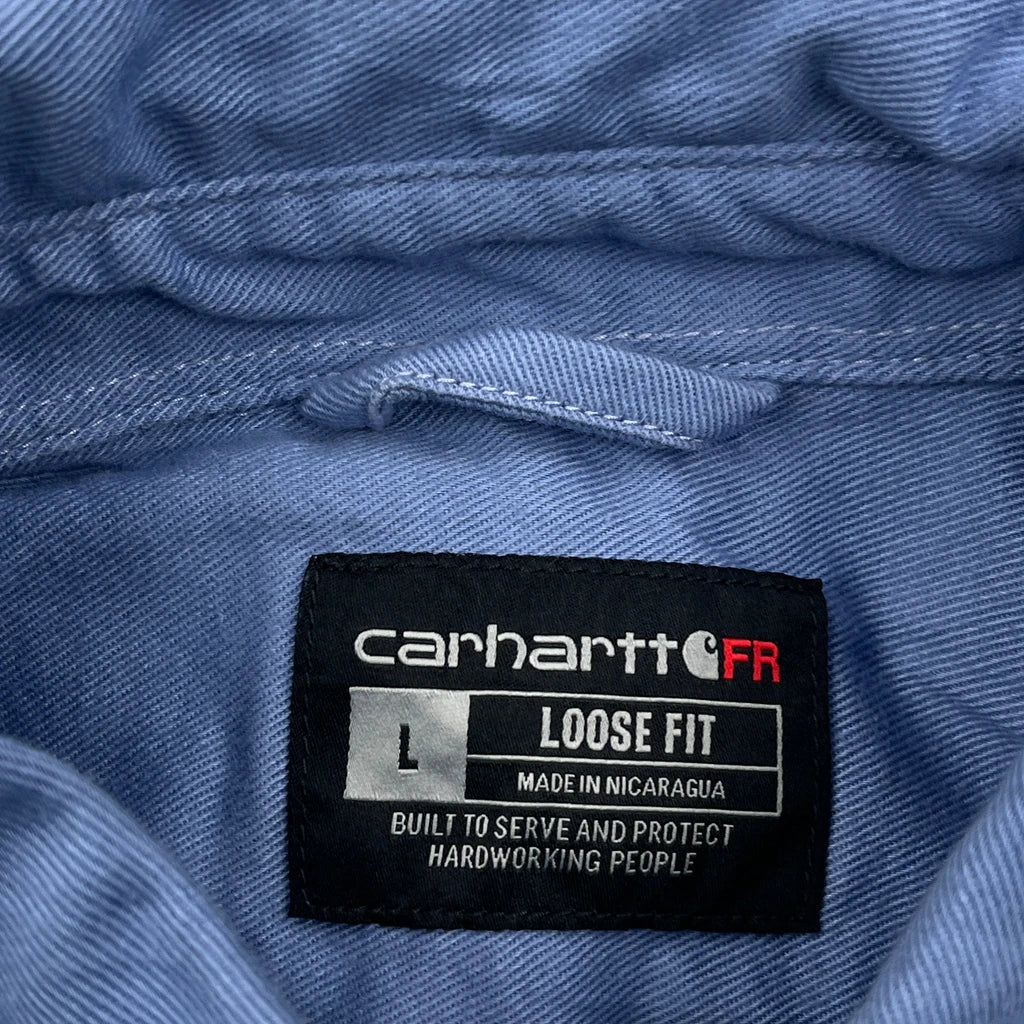 carhartt FR
L
LOOSE FIT
MADE IN NICARAGUA
BUILT TO SERVE AND PROTECT
HARDWORKING PEOPLE